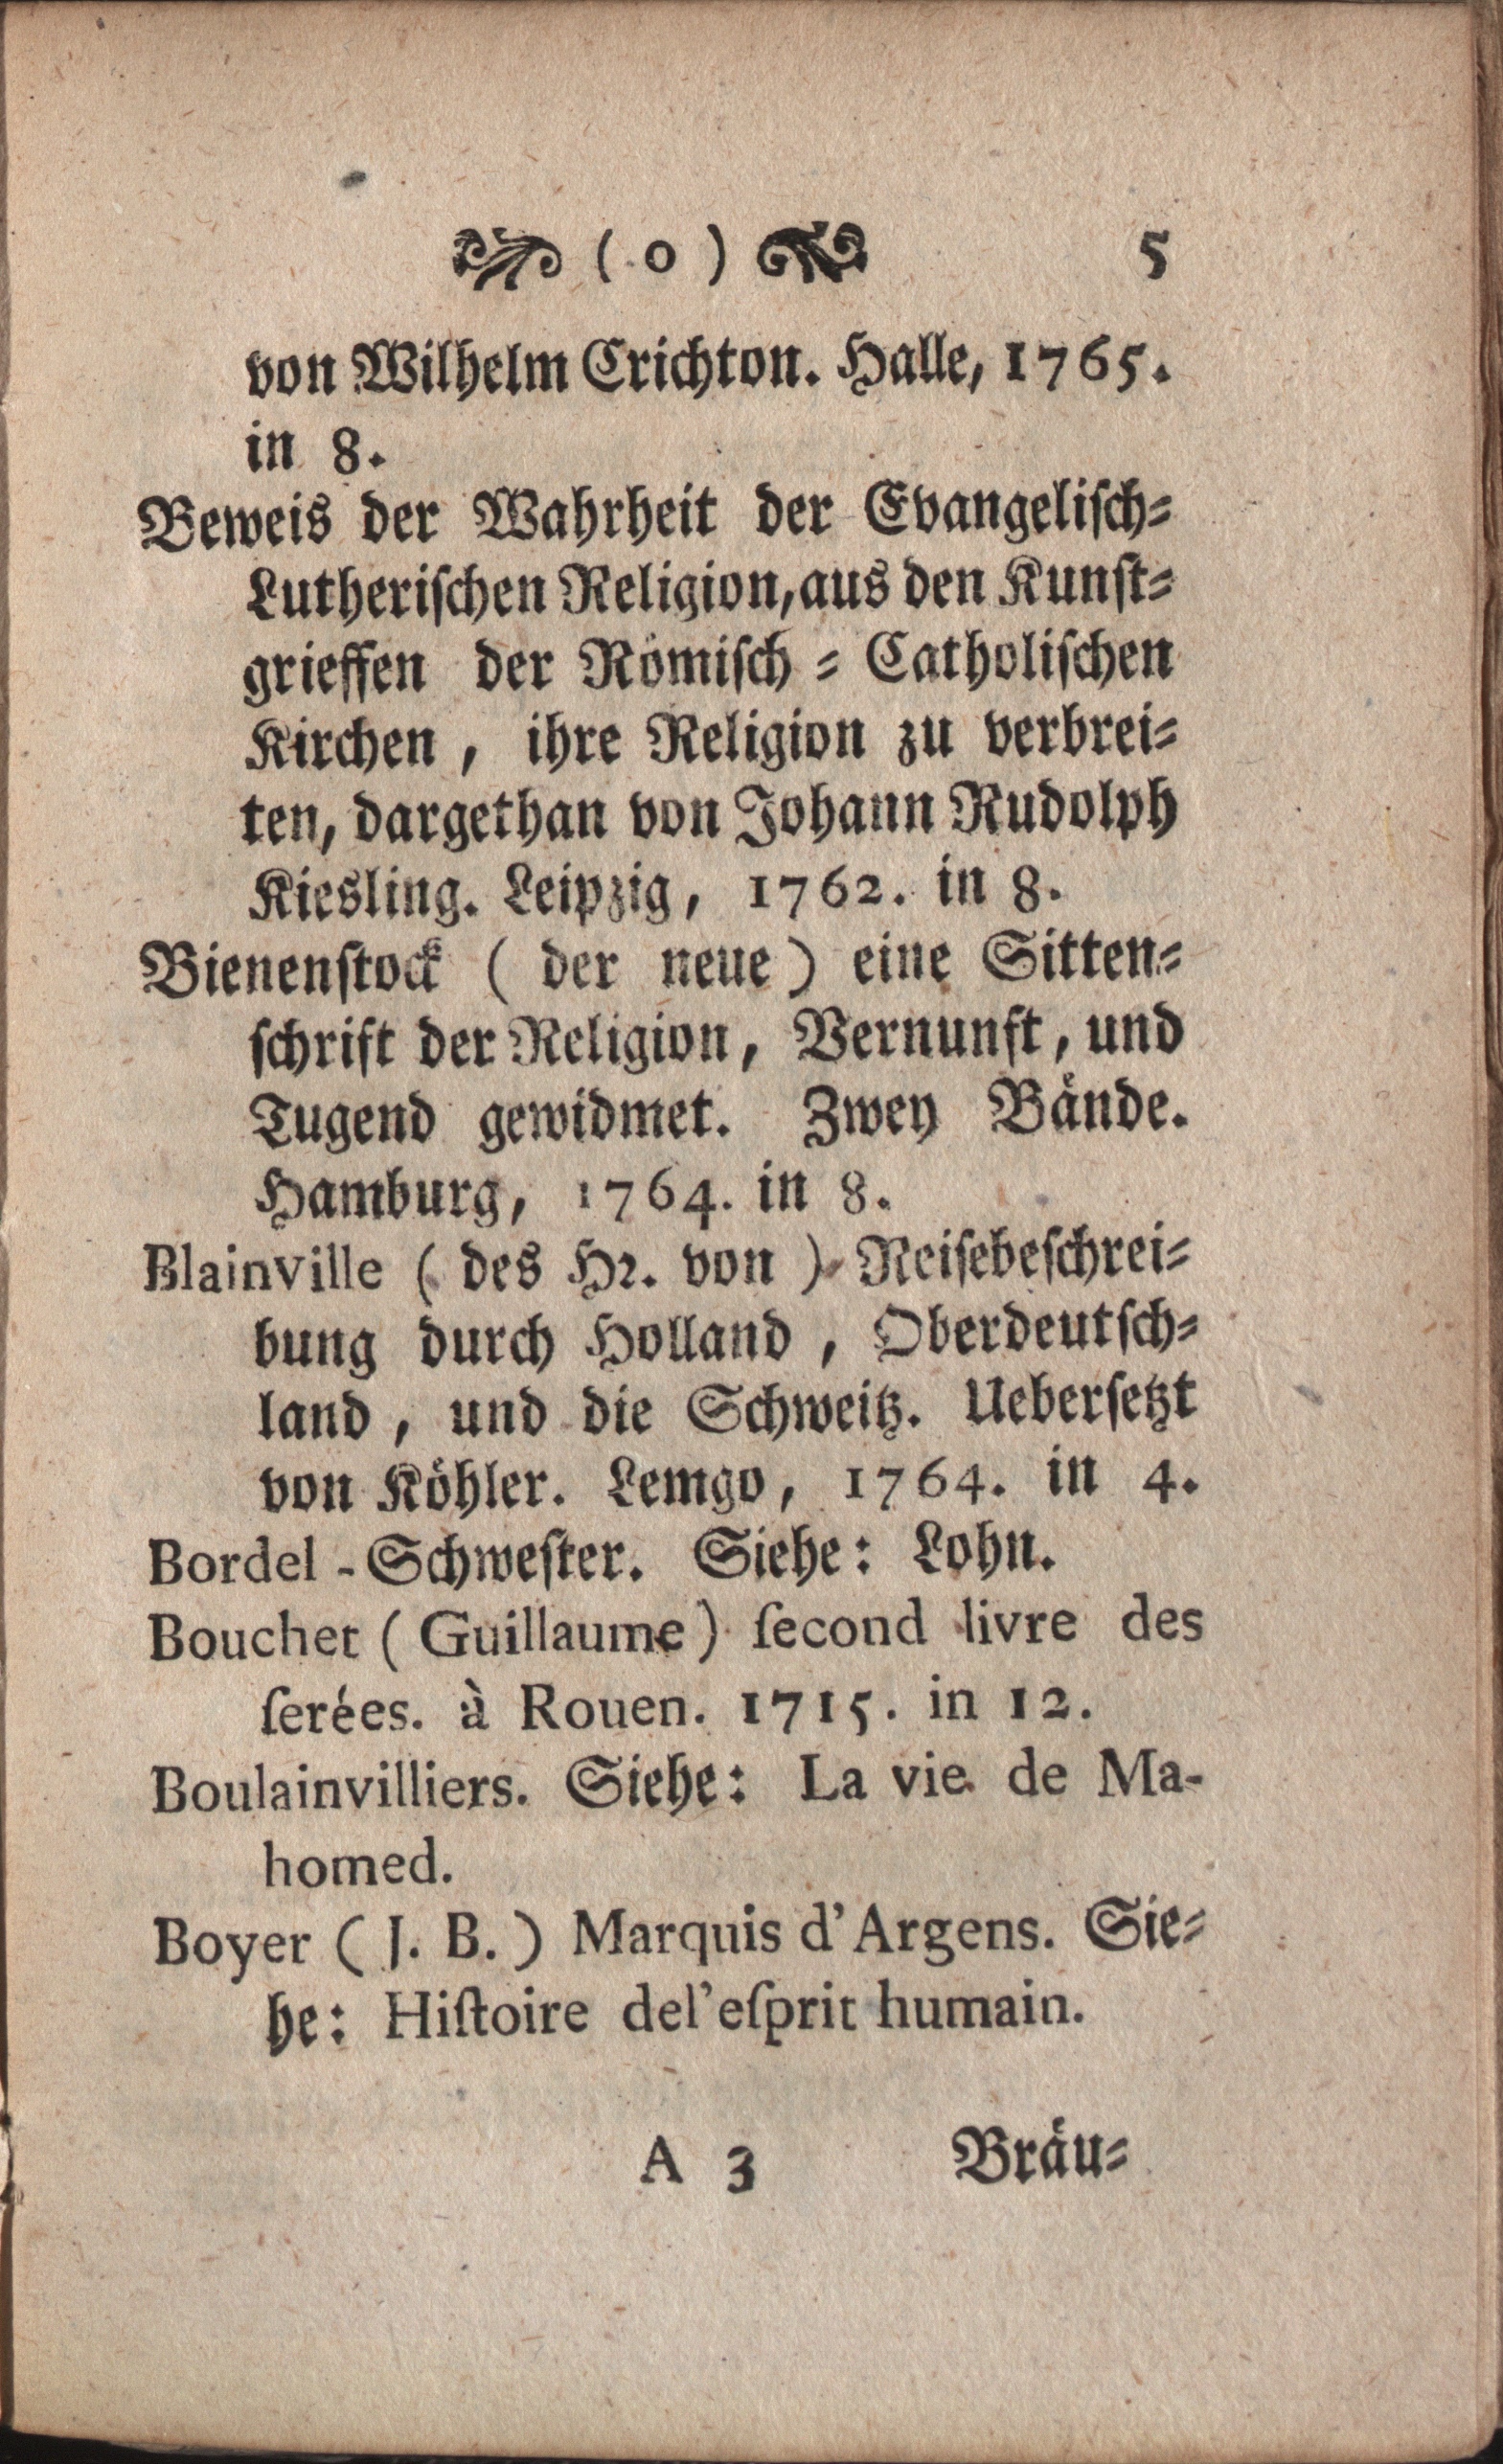 ( o ) 5
von Wilhelm Crichton. Halle, 1765.
in 8.
Beweis der Wahrheit der Evangeliſch⸗
Lutheriſchen Religion, aus den Kunſt⸗
grieffen der Römiſch ⸗ Catholiſchen
Kirchen , ihre Religion zu verbrei⸗
ten, dargethan von Johann Rudolph
Kiesling. Leipzig, 1762. in 8.
Bienenſtock ( der neue ) eine Sitten⸗
ſchrift der Religion, Vernunft, und
Tugend gewidmet. Zwey Bände.
Hamburg, 1764. in 8.
Blainville ( des Hr. von ) Reiſebeſchrei⸗
bung durch Holland , Oberdeutſch⸗
land , und die Schweitz. Ueberſetzt
von Köhler. Lemgo, 1764. in 4.
Bordel - Schweſter. Siehe: Lohn.
Bouchet ( Guillaume ) ſecond livre des
ſerées. à Rouen. 1715. in 12.
Boulainvilliers. Siehe: La vie de Ma-
homed.
Boyer ( J. B. ) Marquis d'Argens. Sie⸗
he: Hiſtoire del'eſprit humain.
A 3 Bräu⸗